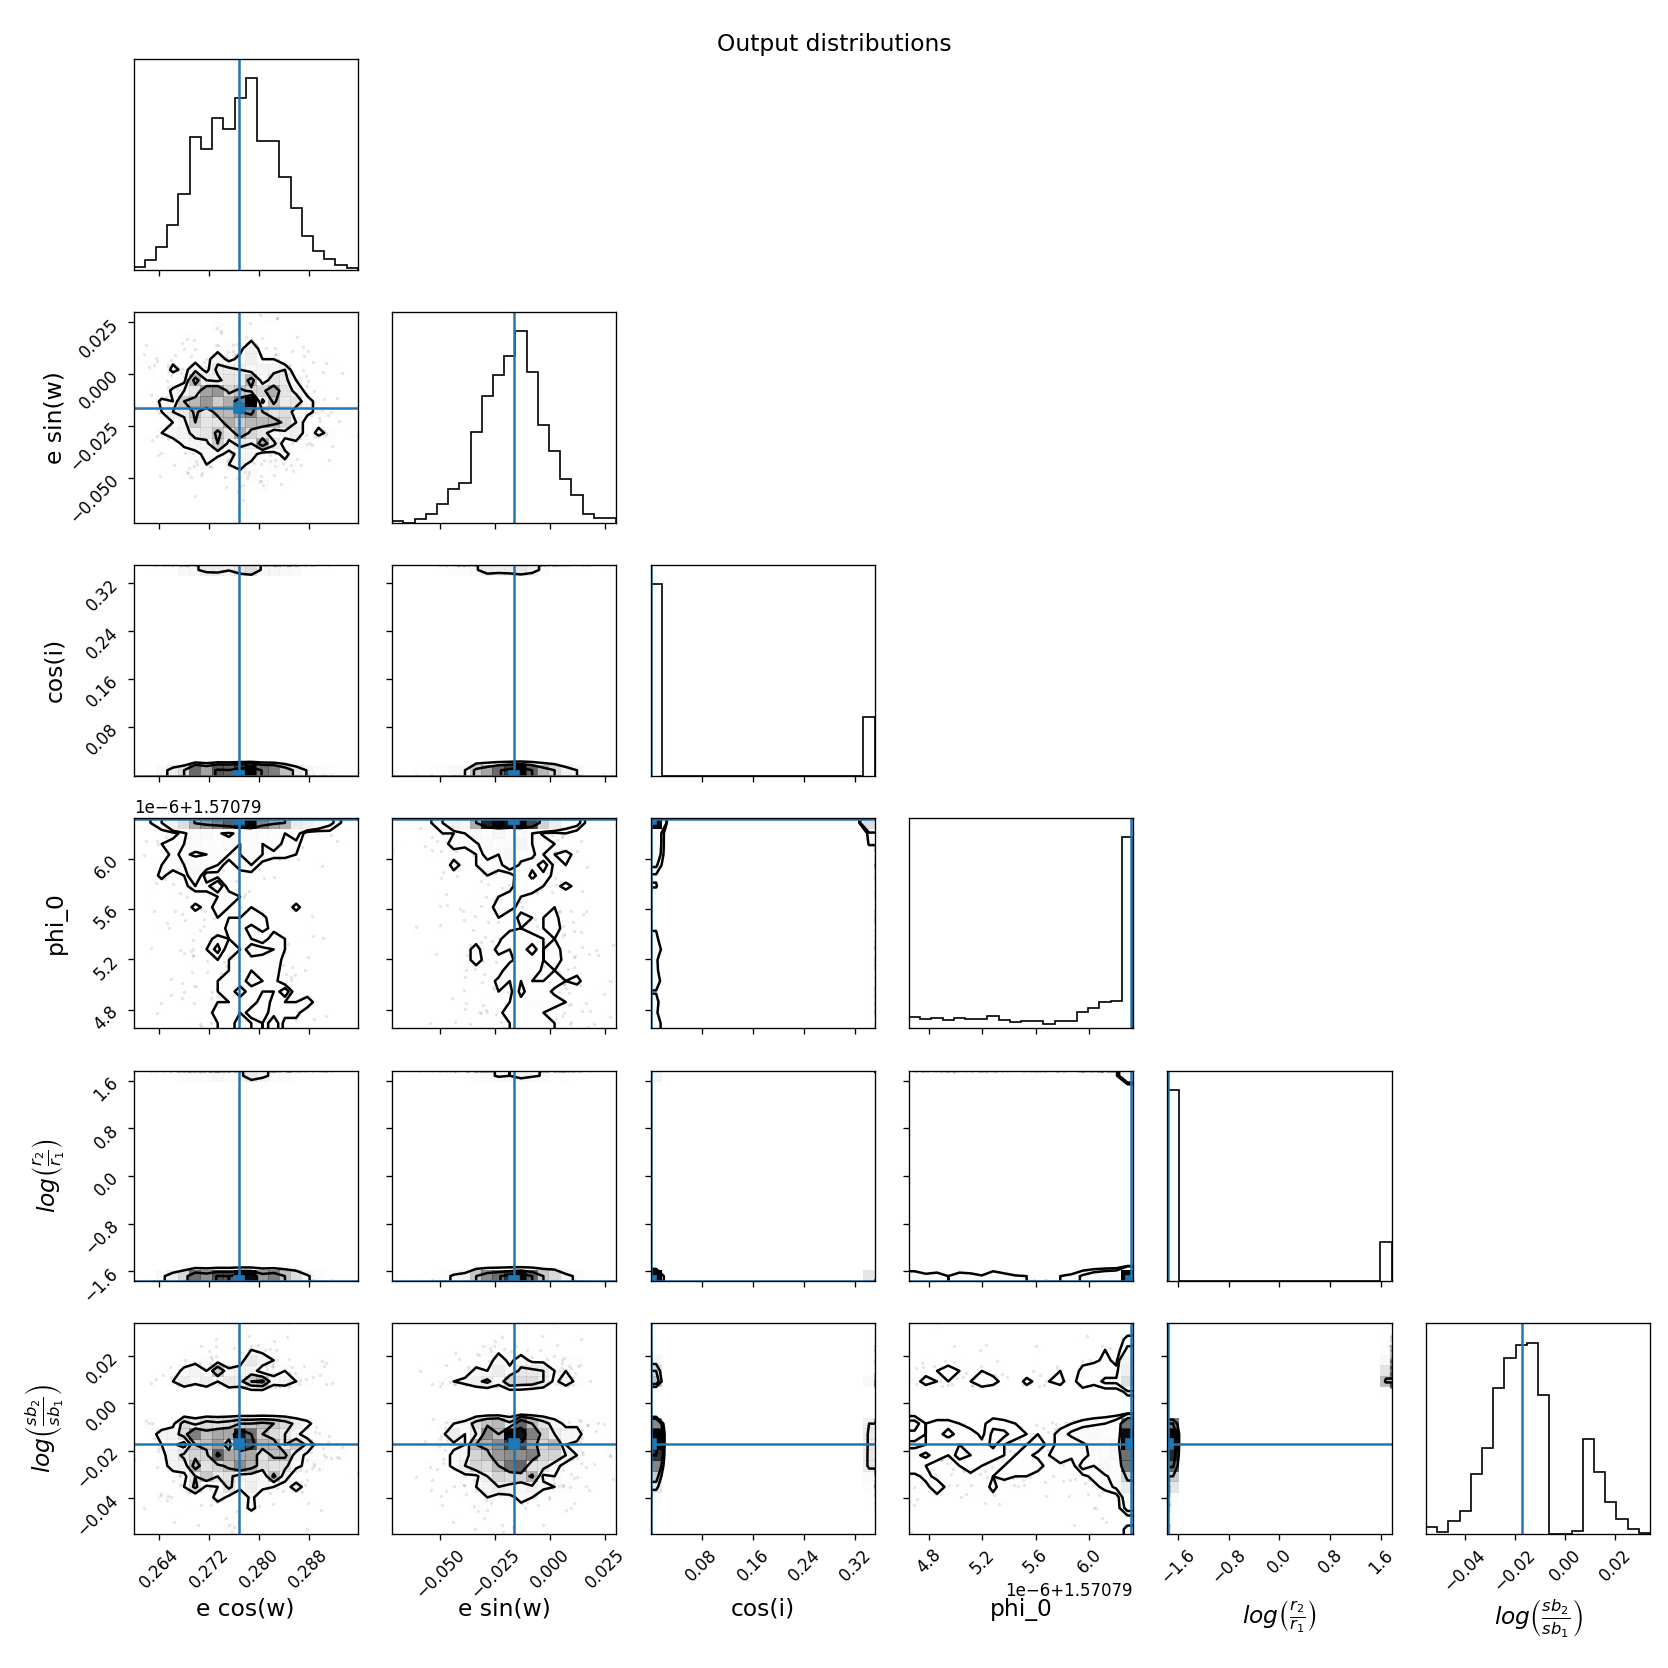 Output distributions
e sin(w)
0.025
0.000
−0.025
−0.050
cos(i)
0.32
0.24
0.16
0.08
1e−6+1.57079
phi_0
6.0
5.6
5.2
4.8
log(r₂/r₁)
1.6
0.8
0.0
−0.8
−1.6
log(sb₂/sb₁)
0.02
0.00
−0.02
−0.04
0.264 0.272 0.280 0.288
−0.050 −0.025 0.000 0.025
0.08 0.16 0.24 0.32
4.8 5.2 5.6 6.0
−1.6 −0.8 0.0 0.8 1.6
−0.04 −0.02 0.00 0.02
1e−6+1.57079
e cos(w)
e sin(w)
cos(i)
phi_0
log(r₂/r₁)
log(sb₂/sb₁)